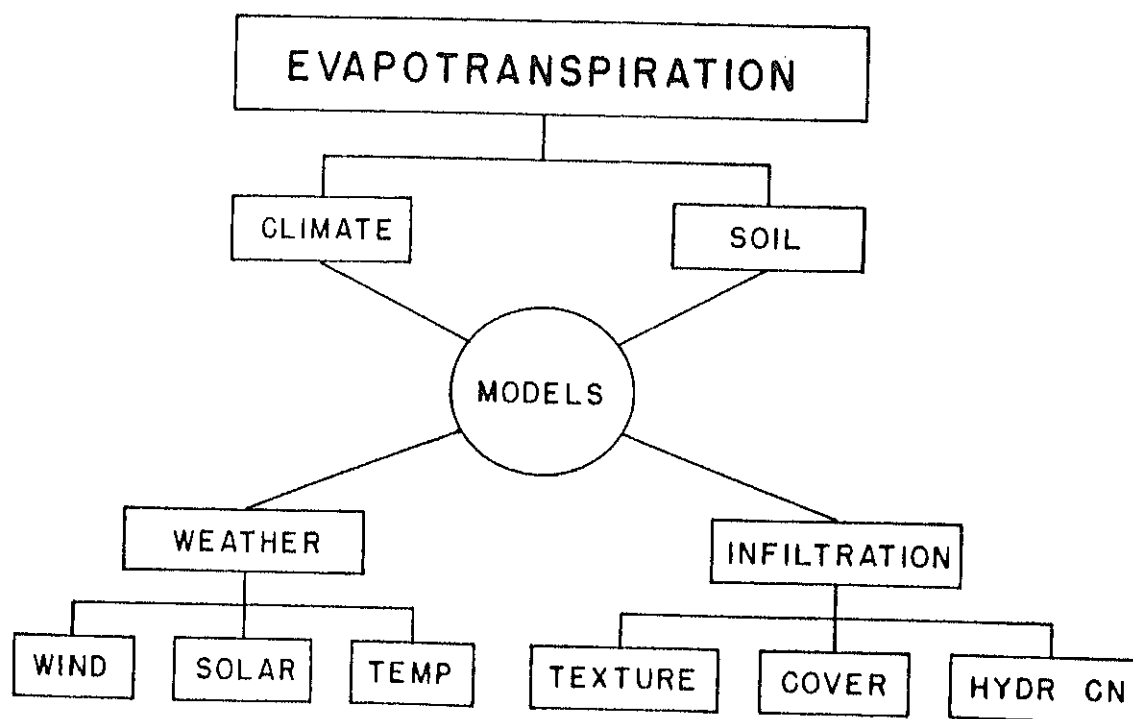 EVAPOTRANSPIRATION
CLIMATE
SOIL
MODELS
WEATHER
INFILTRATION
WIND
SOLAR
TEMP
TEXTURE
COVER
HYDR CN